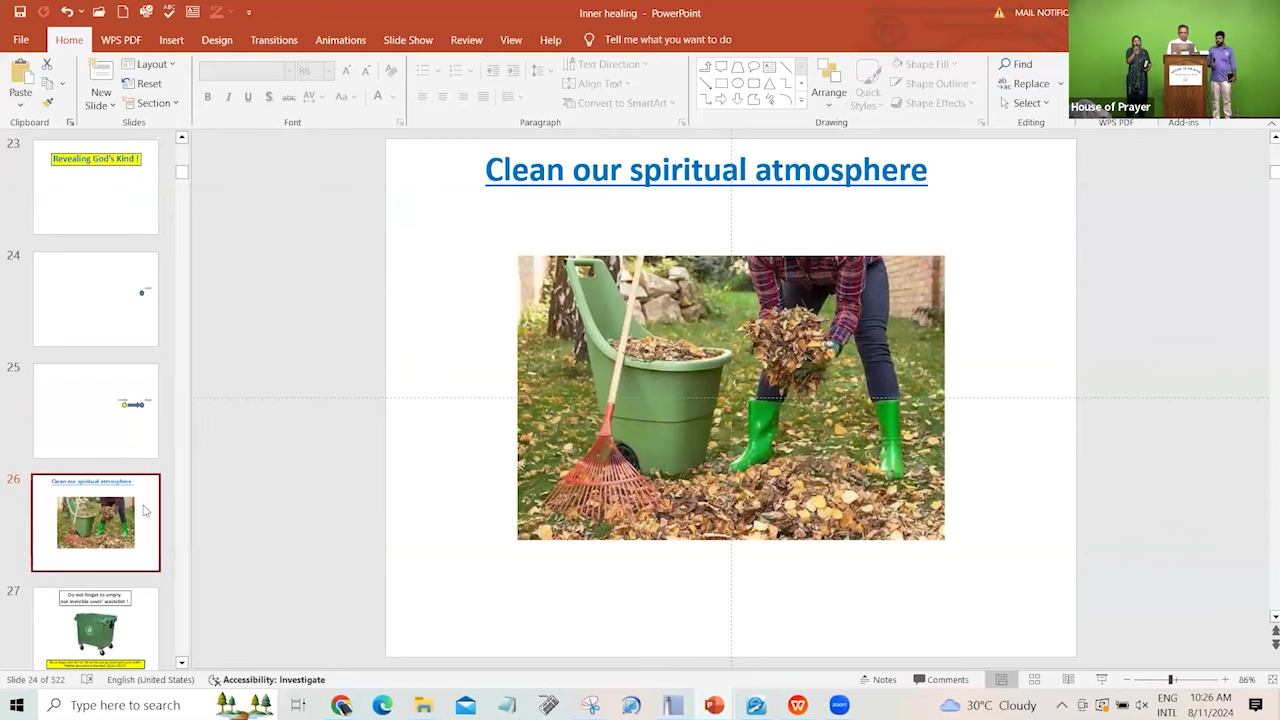 Inner healing - PowerPoint
MAIL NOTIFIC
File Home WPS PDF Insert Design Transitions Animations Slide Show Review View Help Tell me what you want to do
Paste
New Slide
Layout
Reset
Section
88
Text Direction
Align Text
Convert to SmartArt
Arrange
Quick Styles
Shape Fill
Shape Outline
Shape Effects
Find
Replace
Select
Clipboard Slides Font Paragraph Drawing Editing WPS PDF Add-ins
HOUSE OF PRAYER
House of Prayer
23
Revealing God's Kind !
24
25
26
Clean our spiritual atmosphere
27
Do not forget to empty
our invisible souls' wastebin !
Clean our spiritual atmosphere
Slide 24 of 522 English (United States) Accessibility: Investigate Notes Comments 86%
Type here to search
zoom
30°C Cloudy
INTL
10:26 AM
8/11/2024